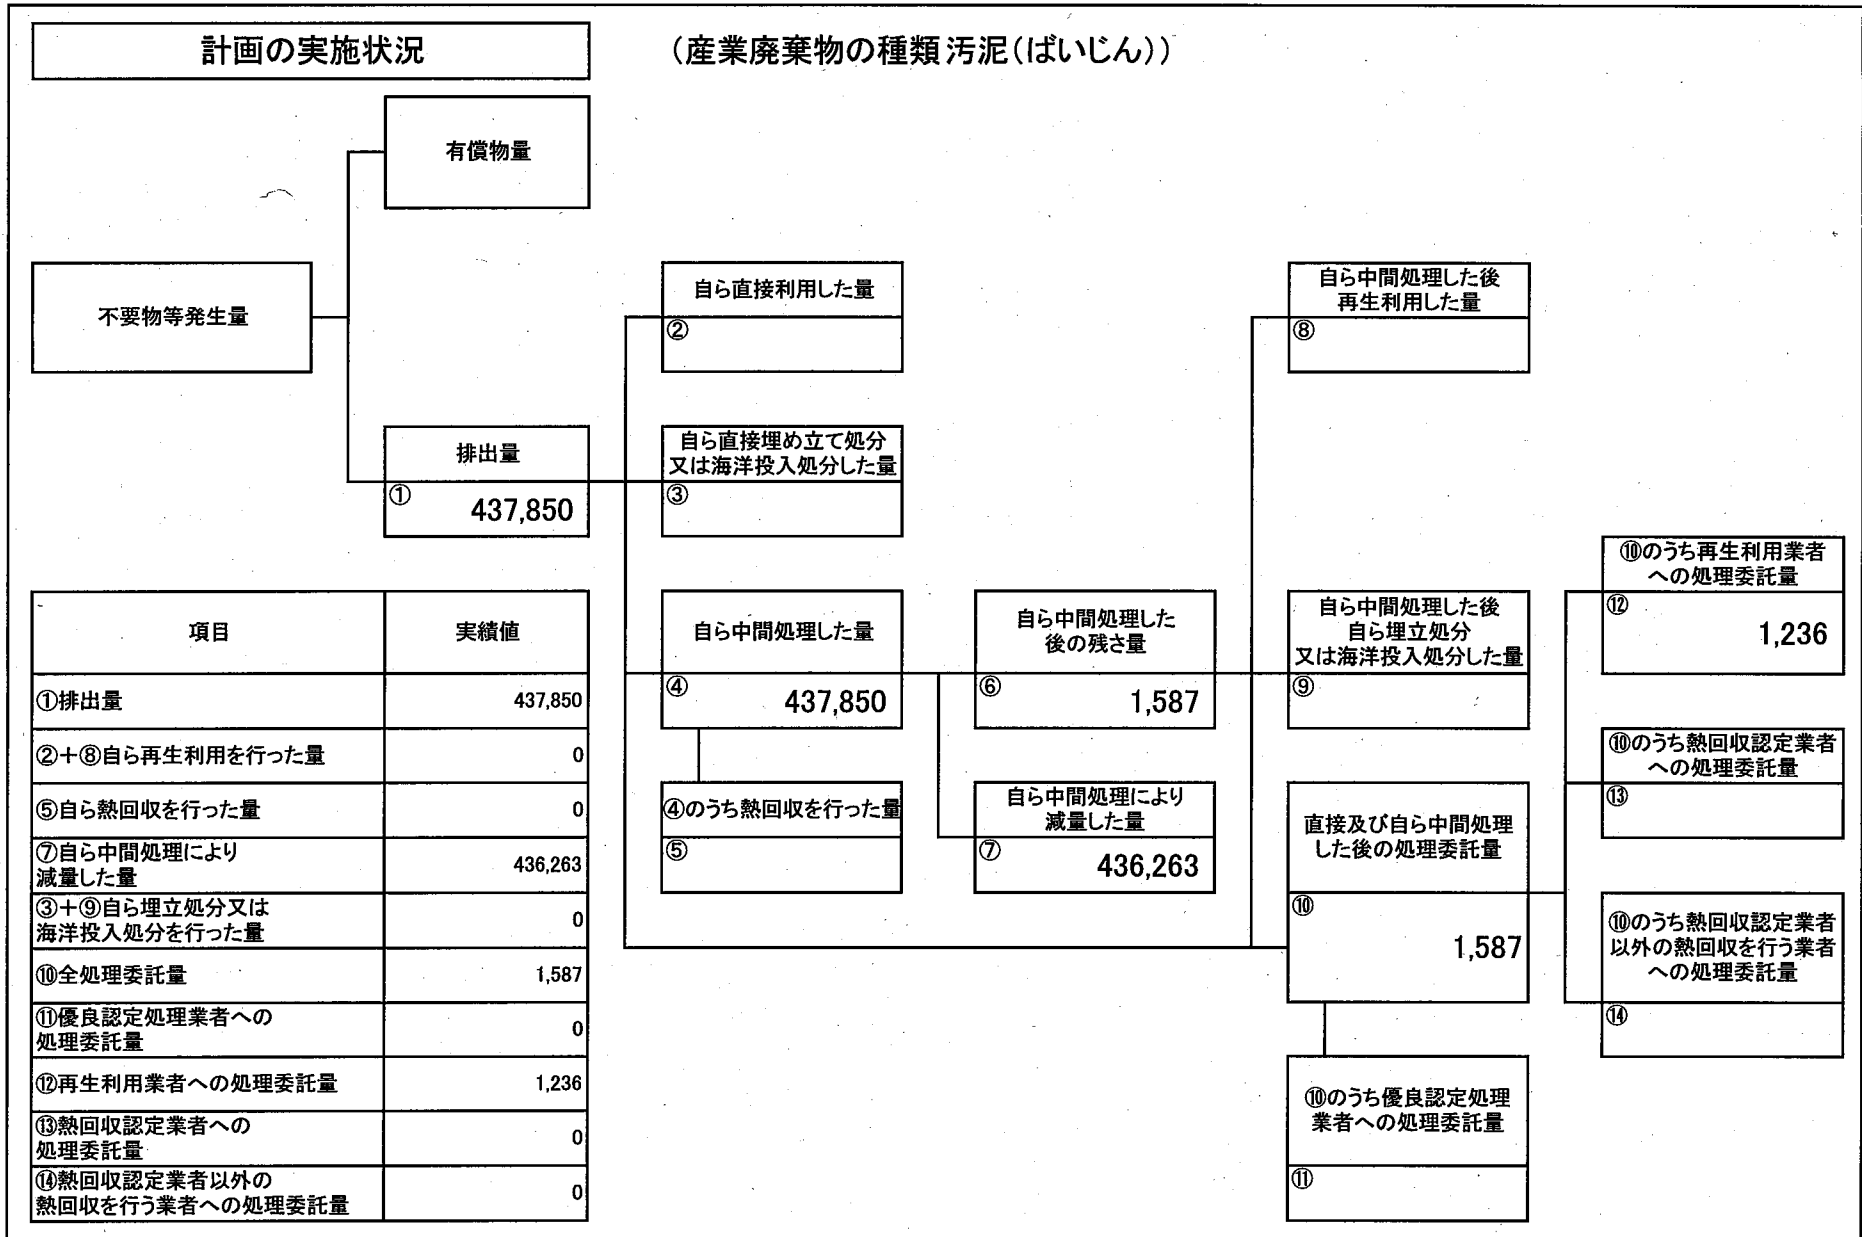 計画の実施状況
（産業廃棄物の種類 汚泥（ばいじん））
有償物量
不要物等発生量
自ら直接利用した量
②
自ら中間処理した後
再生利用した量
⑧
排出量
①
437,850
自ら直接埋め立て処分
又は海洋投入処分した量
③
⑩のうち再生利用業者
への処理委託量
⑫
1,236
自ら中間処理した量
④
437,850
自ら中間処理した
後の残さ量
⑥
1,587
自ら中間処理した後
自ら埋立処分
又は海洋投入処分した量
⑨
⑩のうち熱回収認定業者
への処理委託量
⑬
④のうち熱回収を行った量
⑤
自ら中間処理により
減量した量
⑦
436,263
直接及び自ら中間処理
した後の処理委託量
⑩
1,587
⑩のうち熱回収認定業者
以外の熱回収を行う業者
への処理委託量
⑭
⑩のうち優良認定処理
業者への処理委託量
⑪
項目 実績値
①排出量 437,850
②＋⑧自ら再生利用を行った量 0
⑤自ら熱回収を行った量 0
⑦自ら中間処理により
減量した量 436,263
③＋⑨自ら埋立処分又は
海洋投入処分を行った量 0
⑩全処理委託量 1,587
⑪優良認定処理業者への
処理委託量 0
⑫再生利用業者への処理委託量 1,236
⑬熱回収認定業者への
処理委託量 0
⑭熱回収認定業者以外の
熱回収を行う業者への処理委託量 0